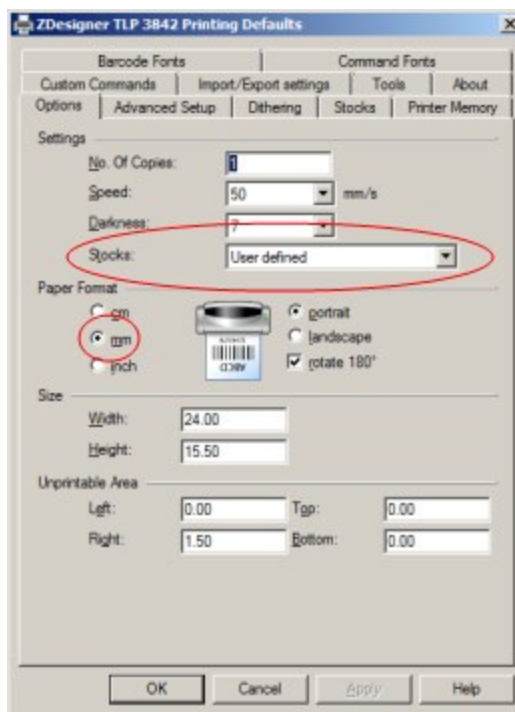 ZDesigner TLP 3842 Printing Defaults
Barcode Fonts Command Fonts
Custom Commands Import/Export settings Tools About
Options Advanced Setup Dithering Stocks Printer Memory
Settings
No. Of Copies: 1
Speed: 50 mm/s
Darkness: 7
Stocks: User defined
Paper Format
cm portrait
mm landscape
inch rotate 180°
Size
Width: 24.00
Height: 15.50
Unprintable Area
Left: 0.00 Top: 0.00
Right: 1.50 Bottom: 0.00
OK Cancel Apply Help